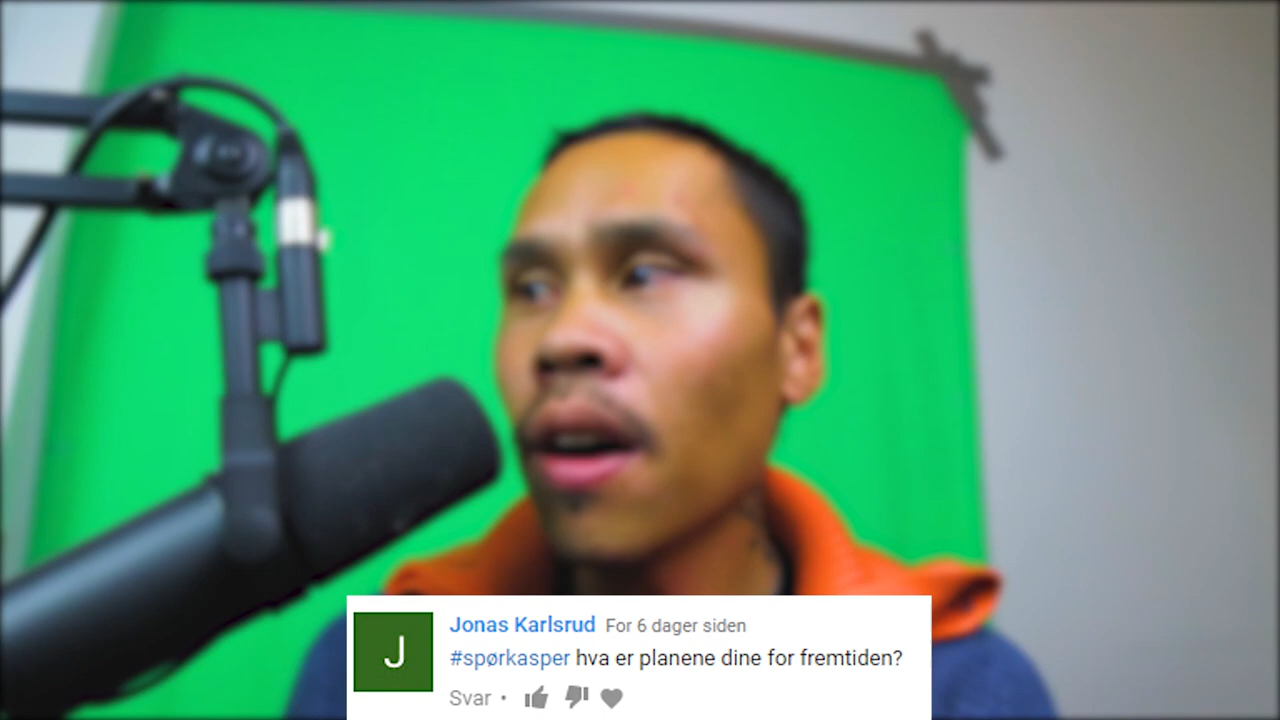 J
Jonas Karlsrud For 6 dager siden
#spørkasper hva er planene dine for fremtiden?
Svar •